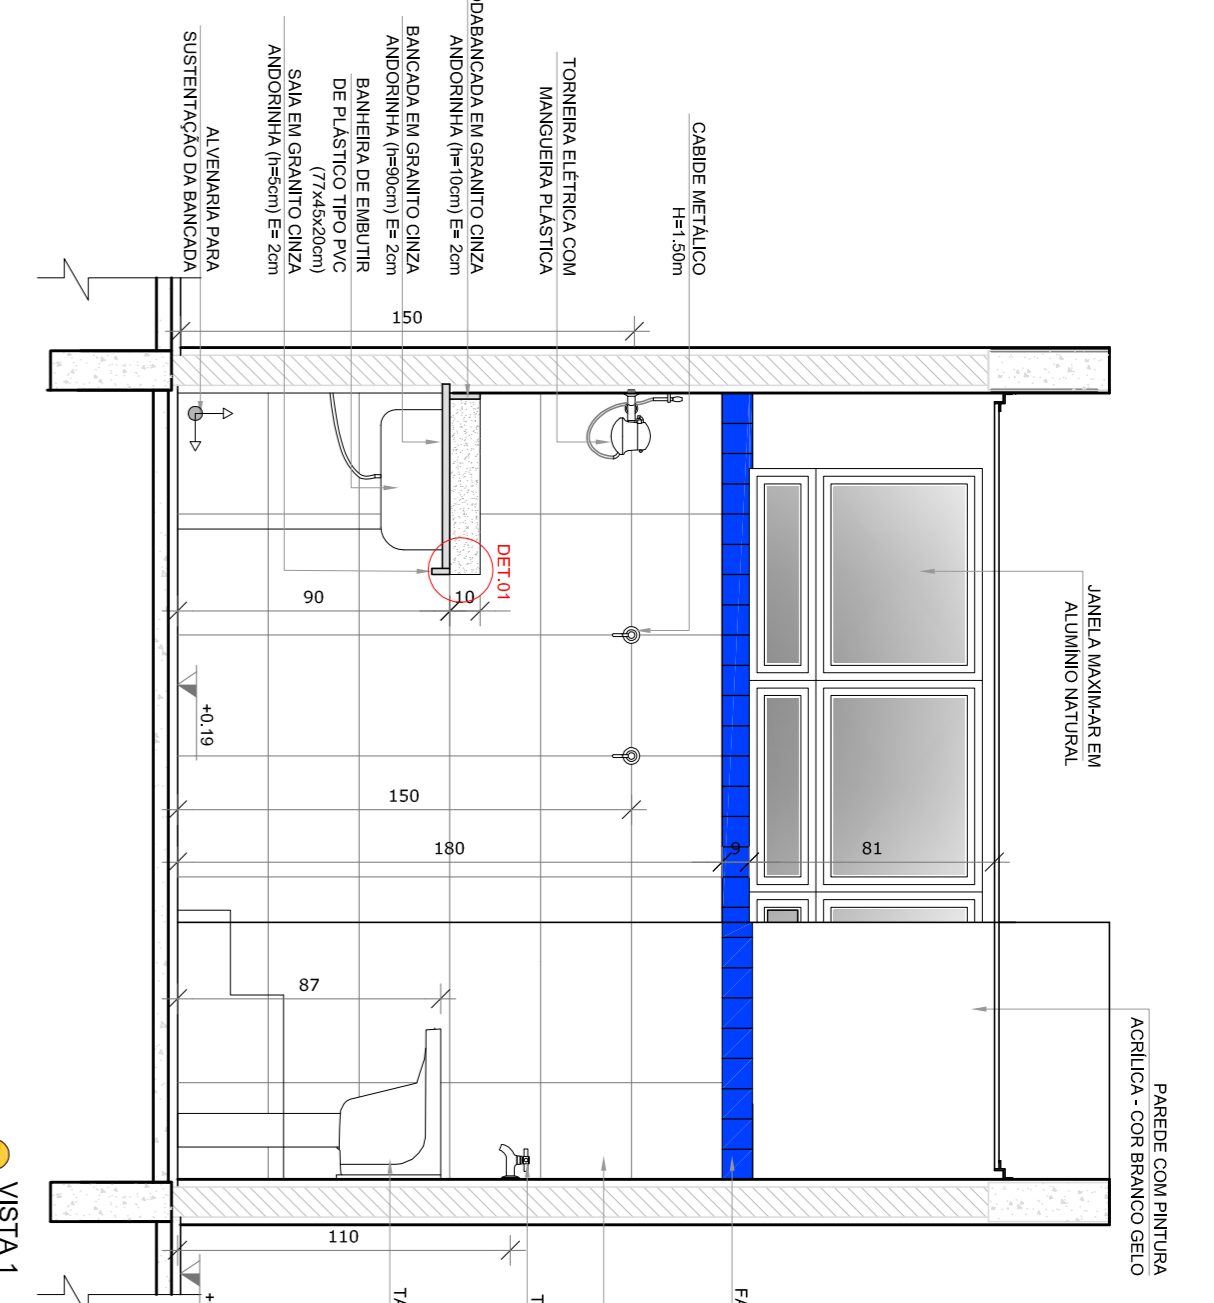 ALVENARIA PARA
SUSTENTAÇÃO DA BANCADA
SAIA EM GRANITO CINZA
ANDORINHA (h=5cm) E= 2cm
BANHEIRA DE EMBUTIR
DE PLÁSTICO TIPO PVC
(77x45x20cm)
BANCADA EM GRANITO CINZA
ANDORINHA (h=90cm) E= 2cm
ODABANCADA EM GRANITO CINZA
ANDORINHA (h=10cm) E= 2cm
TORNEIRA ELÉTRICA COM
MANGUEIRA PLÁSTICA
CABIDE METÁLICO
H=1.50m
JANELA MAXIM-AR EM
ALUMÍNIO NATURAL
PAREDE COM PINTURA
ACRÍLICA - COR BRANCO GELO
DET.01
150
90
10
+0.19
150
180
9
81
87
110
VISTA 1
+
TA
T
FA